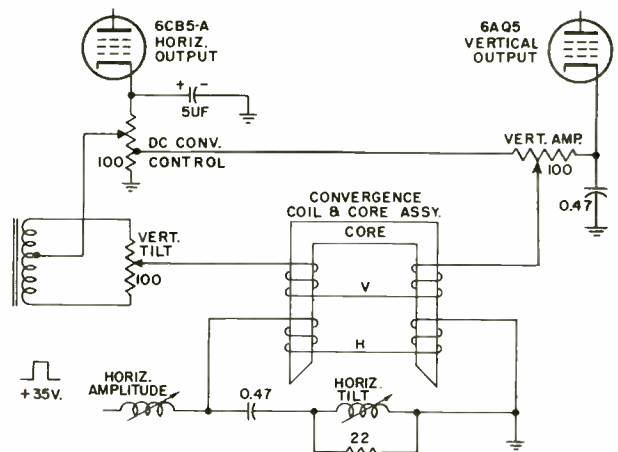 6CB5-A
HORIZ.
OUTPUT
6AQ5
VERTICAL
OUTPUT
+ -
5UF
DC CONV.
CONTROL
100
VERT. AMP.
100
0.47
CONVERGENCE
COIL & CORE ASSY.
CORE
VERT.
TILT
100
V
H
+35V.
HORIZ.
AMPLITUDE
0.47
HORIZ.
TILT
22